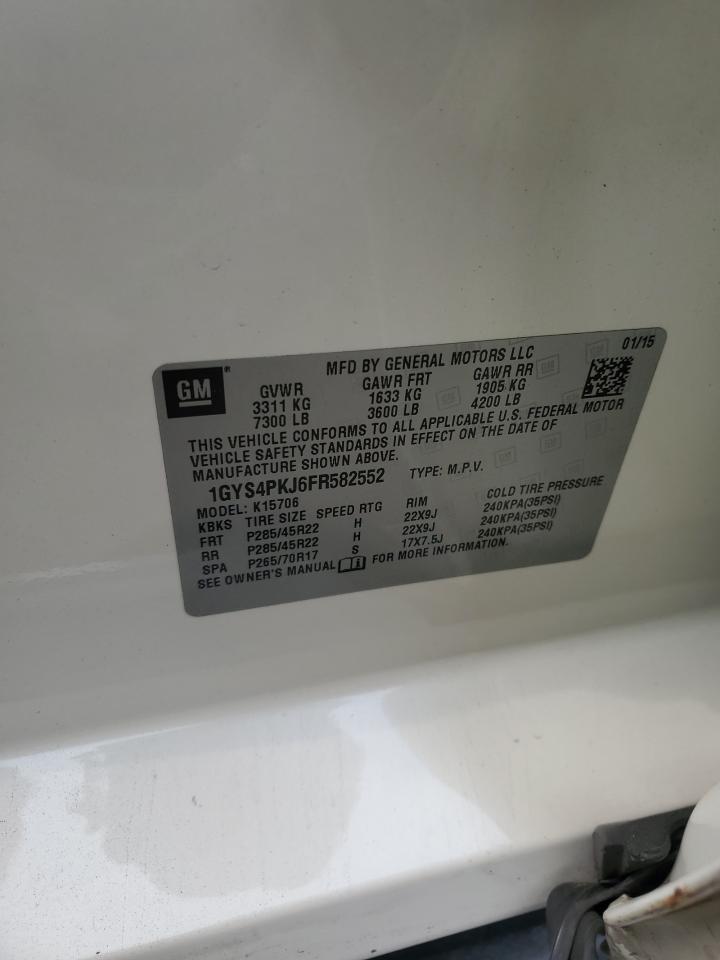 GM®
MFD BY GENERAL MOTORS LLC
01/15
GVWR GAWR FRT GAWR RR
3311 KG 1633 KG 1905 KG
7300 LB 3600 LB 4200 LB
THIS VEHICLE CONFORMS TO ALL APPLICABLE U.S. FEDERAL MOTOR
VEHICLE SAFETY STANDARDS IN EFFECT ON THE DATE OF
MANUFACTURE SHOWN ABOVE.
1GYS4PKJ6FR582552 TYPE: M.P.V.
MODEL: K15706
KBKS TIRE SIZE SPEED RTG RIM COLD TIRE PRESSURE
FRT P285/45R22 H 22X9J 240KPA(35PSI)
RR P285/45R22 H 22X9J 240KPA(35PSI)
SPA P265/70R17 S 17X7.5J 240KPA(35PSI)
SEE OWNER'S MANUAL FOR MORE INFORMATION.